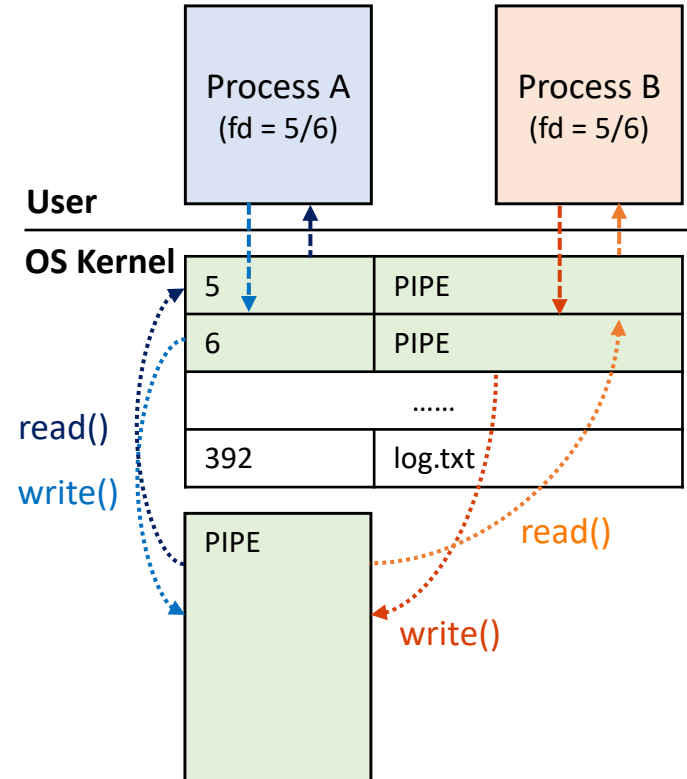 Process A
(fd = 5/6)
Process B
(fd = 5/6)
User
OS Kernel
5 PIPE
6 PIPE
......
392 log.txt
read()
write()
PIPE
read()
write()